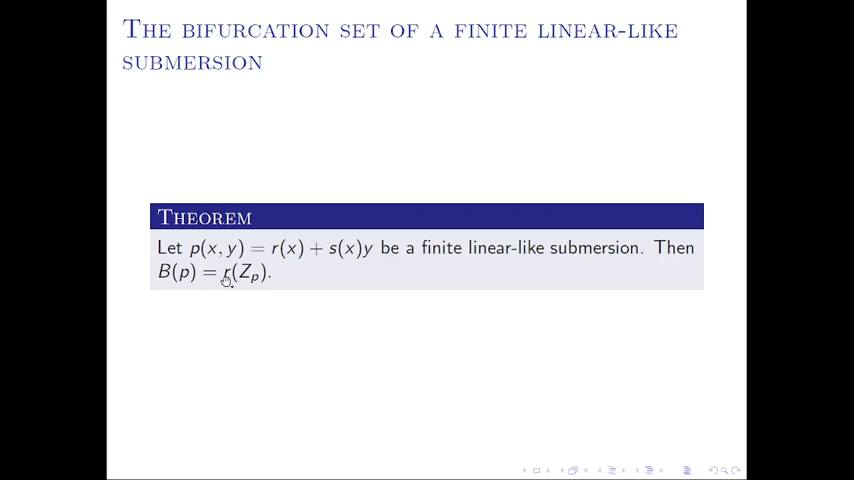 The bifurcation set of a finite linear-like
submersion
Theorem
Let p(x, y) = r(x) + s(x)y be a finite linear-like submersion. Then
B(p) = r(Z_p).